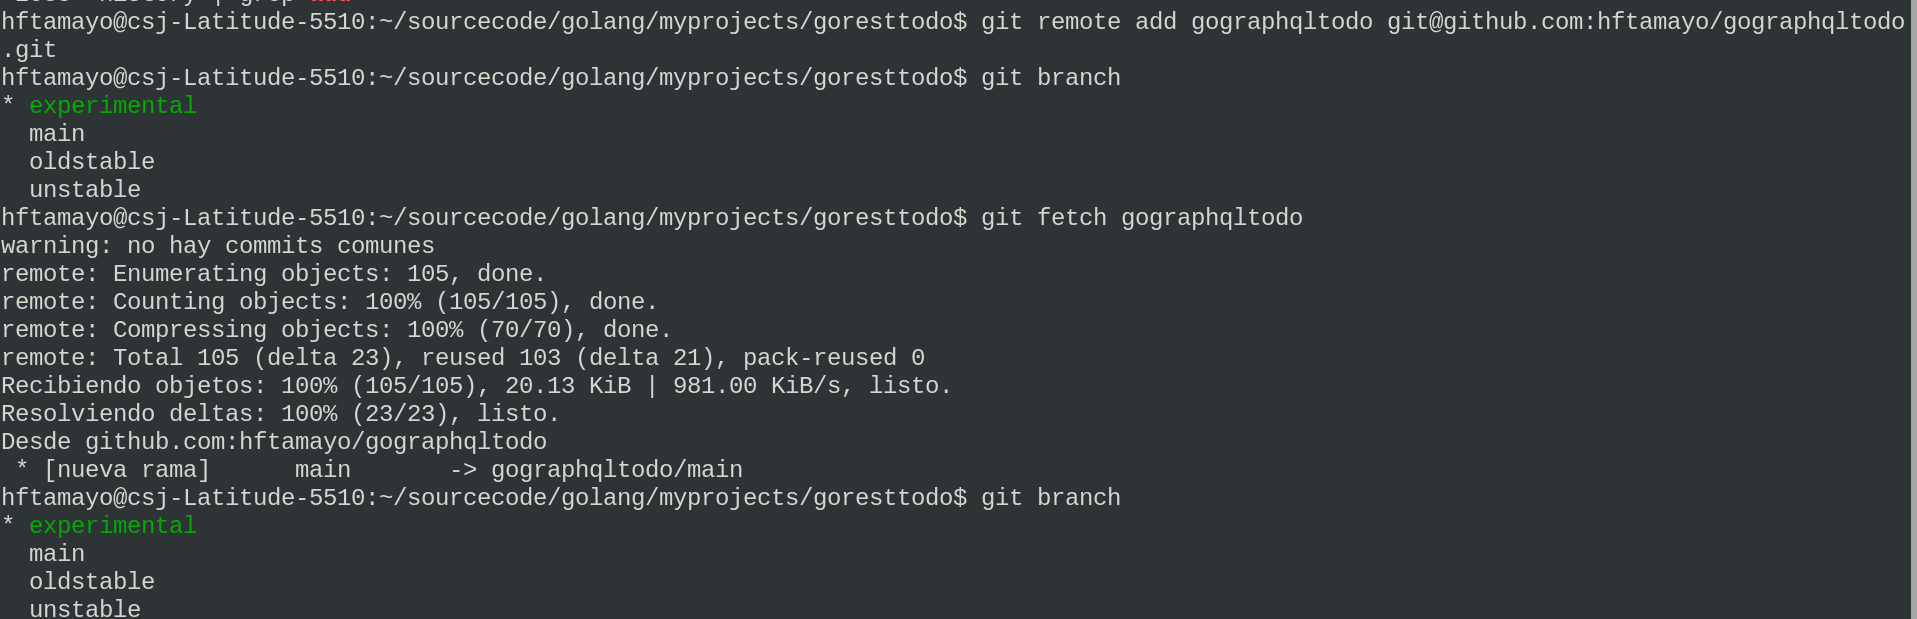 hftamayo@csj-Latitude-5510:~/sourcecode/golang/myprojects/goresttodo$ git remote add gographqltodo git@github.com:hftamayo/gographqltodo
.git
hftamayo@csj-Latitude-5510:~/sourcecode/golang/myprojects/goresttodo$ git branch
* experimental
  main
  oldstable
  unstable
hftamayo@csj-Latitude-5510:~/sourcecode/golang/myprojects/goresttodo$ git fetch gographqltodo
warning: no hay commits comunes
remote: Enumerating objects: 105, done.
remote: Counting objects: 100% (105/105), done.
remote: Compressing objects: 100% (70/70), done.
remote: Total 105 (delta 23), reused 103 (delta 21), pack-reused 0
Recibiendo objetos: 100% (105/105), 20.13 KiB | 981.00 KiB/s, listo.
Resolviendo deltas: 100% (23/23), listo.
Desde github.com:hftamayo/gographqltodo
 * [nueva rama]      main       -> gographqltodo/main
hftamayo@csj-Latitude-5510:~/sourcecode/golang/myprojects/goresttodo$ git branch
* experimental
  main
  oldstable
  unstable